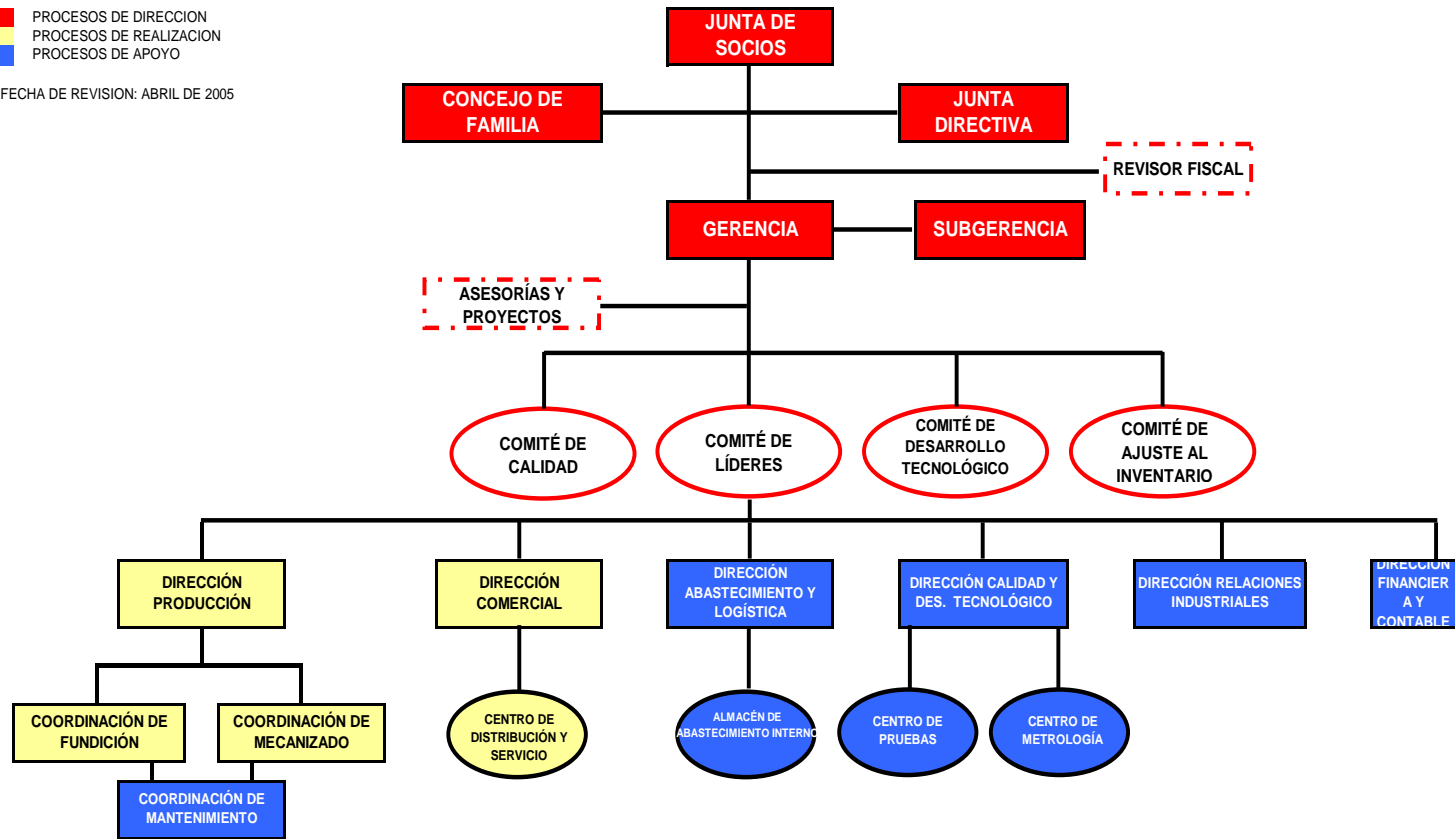 PROCESOS DE DIRECCION
PROCESOS DE REALIZACION
PROCESOS DE APOYO
FECHA DE REVISION: ABRIL DE 2005
JUNTA DE
SOCIOS
CONCEJO DE
FAMILIA
JUNTA
DIRECTIVA
REVISOR FISCAL
GERENCIA
SUBGERENCIA
ASESORÍAS Y
PROYECTOS
COMITÉ DE
CALIDAD
COMITÉ DE
LÍDERES
COMITÉ DE
DESARROLLO
TECNOLÓGICO
COMITÉ DE
AJUSTE AL
INVENTARIO
DIRECCIÓN
PRODUCCIÓN
DIRECCIÓN
COMERCIAL
DIRECCIÓN
ABASTECIMIENTO Y
LOGÍSTICA
DIRECCIÓN CALIDAD Y
DES. TECNOLÓGICO
DIRECCIÓN RELACIONES
INDUSTRIALES
DIRECCIÓN
FINANCIER
A Y
CONTABLE
COORDINACIÓN DE
FUNDICIÓN
COORDINACIÓN DE
MECANIZADO
CENTRO DE
DISTRIBUCIÓN Y
SERVICIO
ALMACÉN DE
ABASTECIMIENTO INTERNO
CENTRO DE
PRUEBAS
CENTRO DE
METROLOGÍA
COORDINACIÓN DE
MANTENIMIENTO